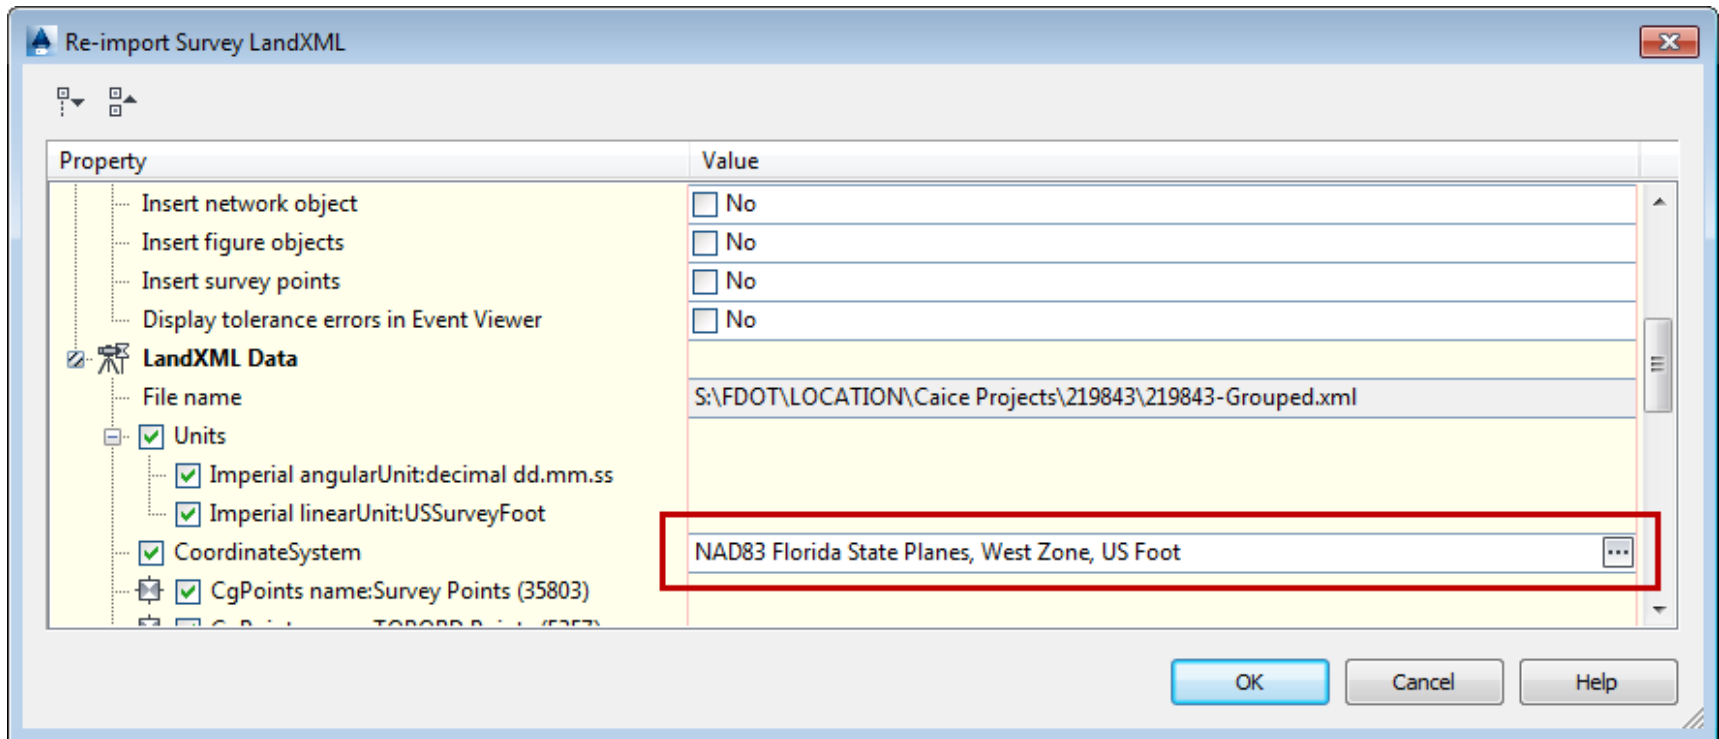 Re-import Survey LandXML
Property Value
Insert network object No
Insert figure objects No
Insert survey points No
Display tolerance errors in Event Viewer No
LandXML Data
File name S:\FDOT\LOCATION\Caice Projects\219843\219843-Grouped.xml
Units
Imperial angularUnit:decimal dd.mm.ss
Imperial linearUnit:USSurveyFoot
CoordinateSystem NAD83 Florida State Planes, West Zone, US Foot ...
CgPoints name:Survey Points (35803)
OK Cancel Help